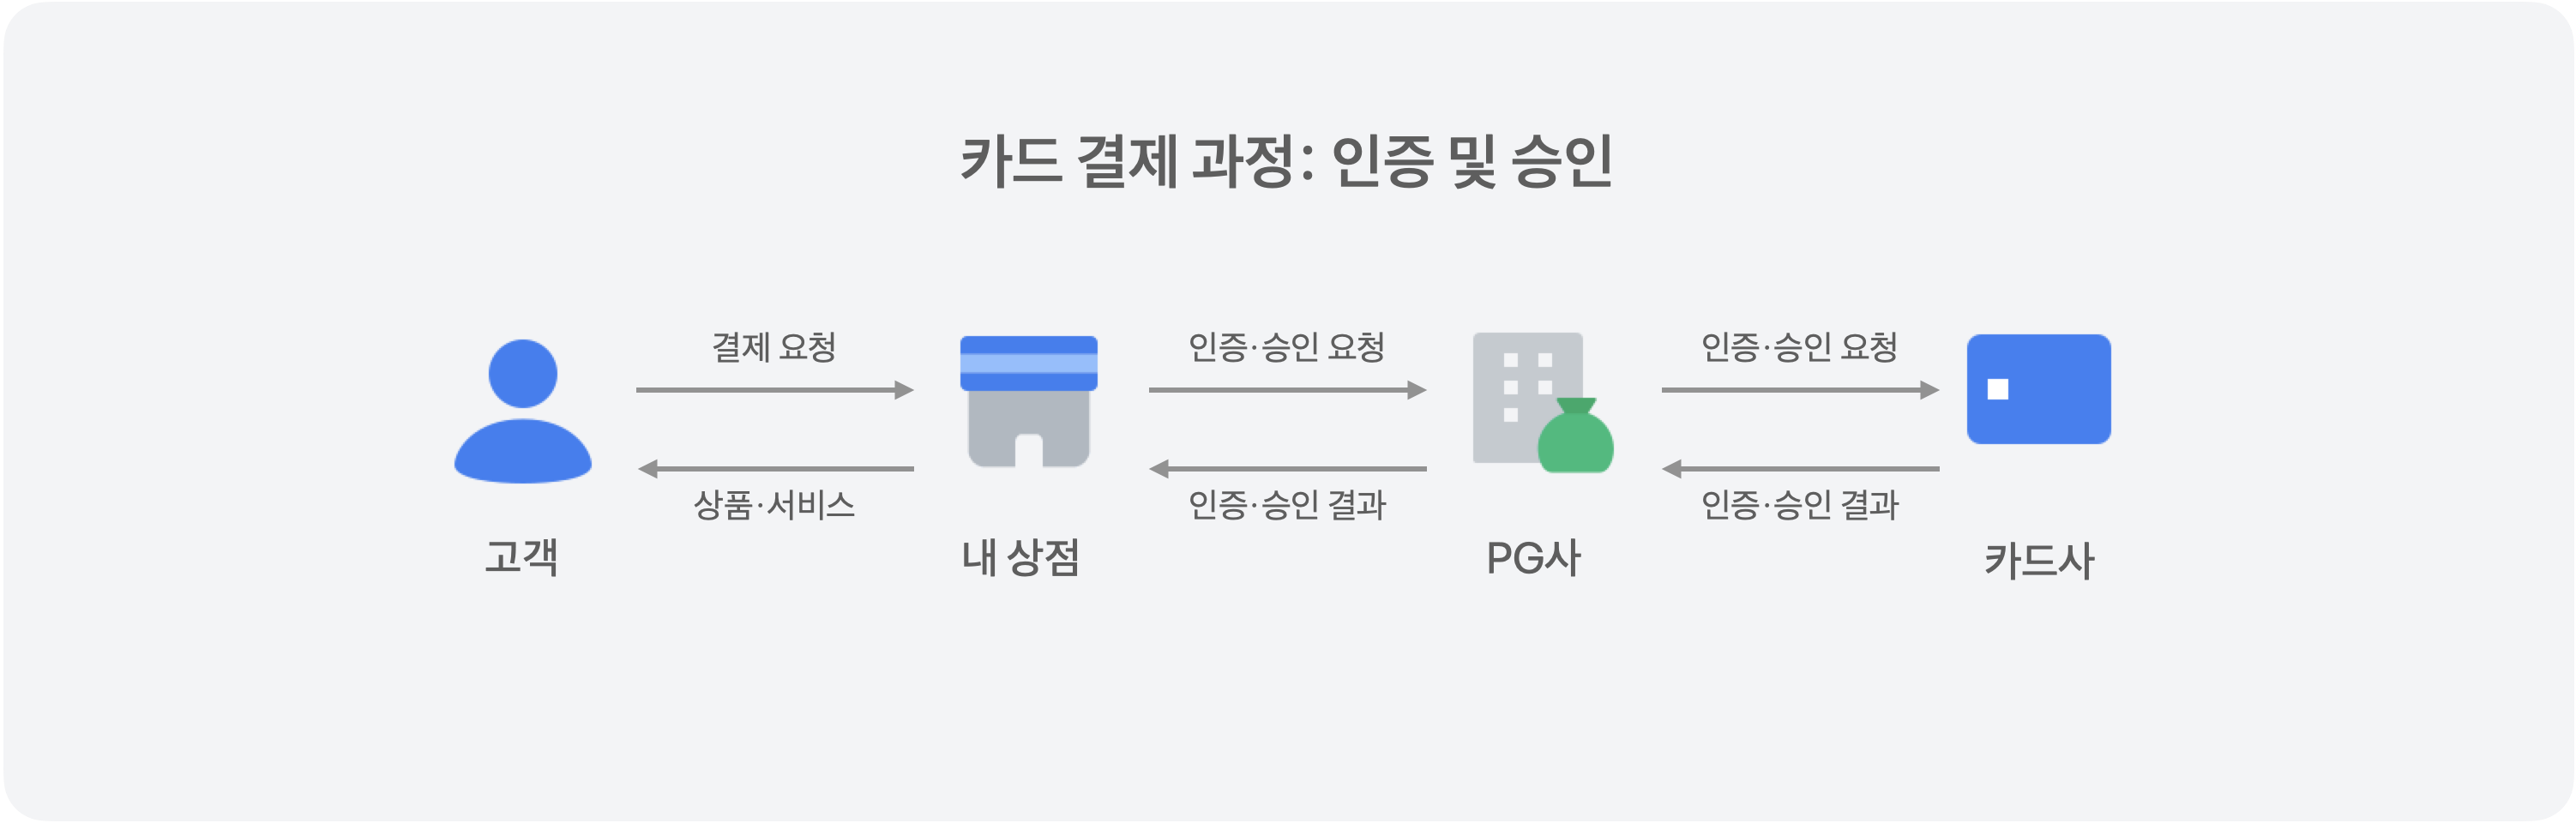 카드 결제 과정: 인증 및 승인
결제 요청
인증·승인 요청
인증·승인 요청
상품·서비스
인증·승인 결과
인증·승인 결과
고객
내 상점
PG사
카드사